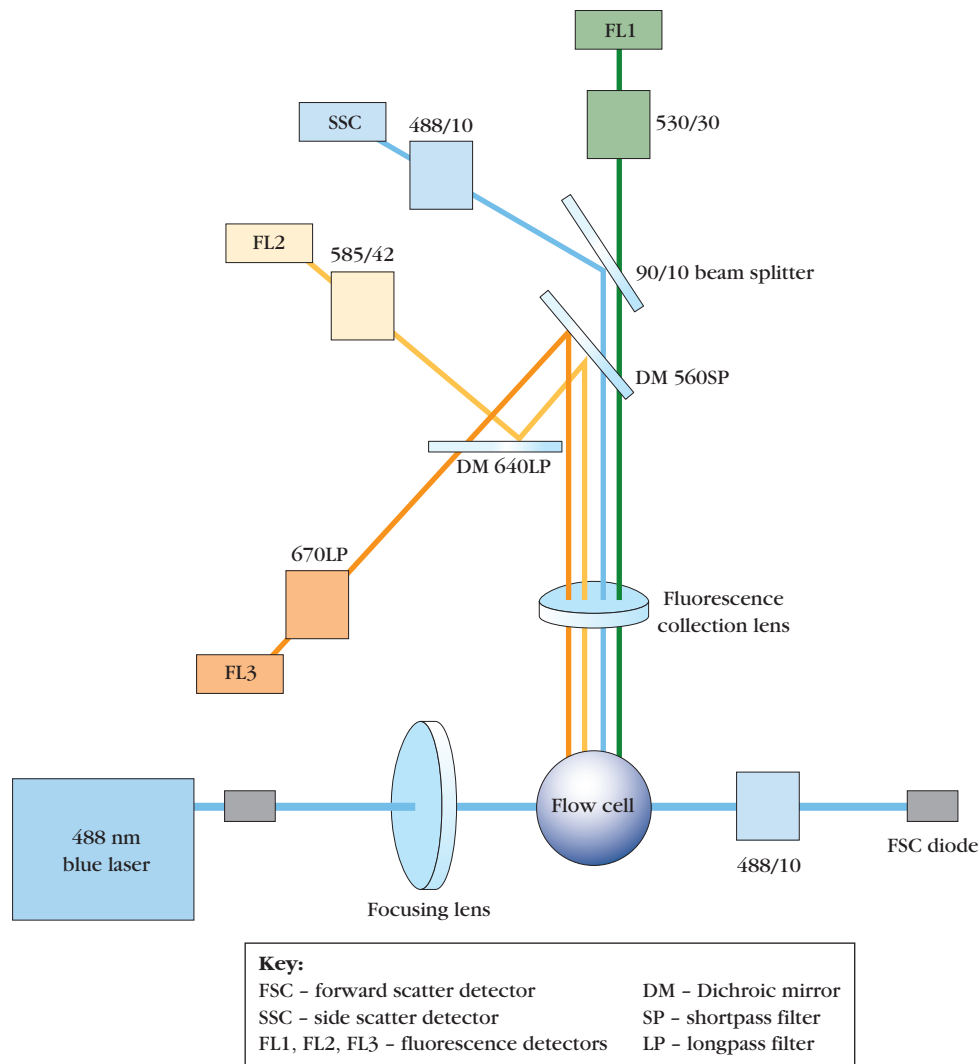 FL1
530/30
SSC
488/10
FL2
585/42
90/10 beam splitter
DM 560SP
DM 640LP
670LP
FL3
Fluorescence
collection lens
488 nm
blue laser
Focusing lens
Flow cell
488/10
FSC diode
Key:
FSC – forward scatter detector
SSC – side scatter detector
FL1, FL2, FL3 – fluorescence detectors
DM – Dichroic mirror
SP – shortpass filter
LP – longpass filter